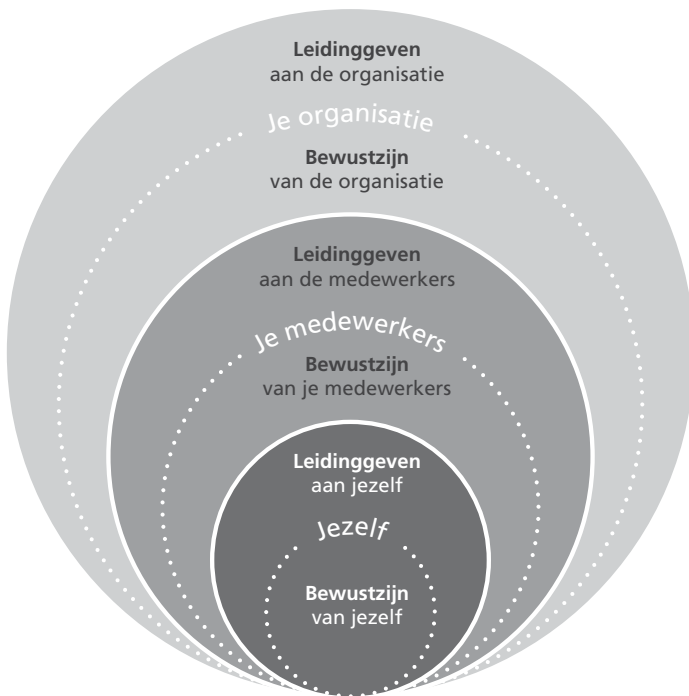 Leidinggeven
aan de organisatie
Je organisatie
Bewustzijn
van de organisatie
Leidinggeven
aan de medewerkers
Je medewerkers
Bewustzijn
van je medewerkers
Leidinggeven
aan jezelf
Jezelf
Bewustzijn
van jezelf